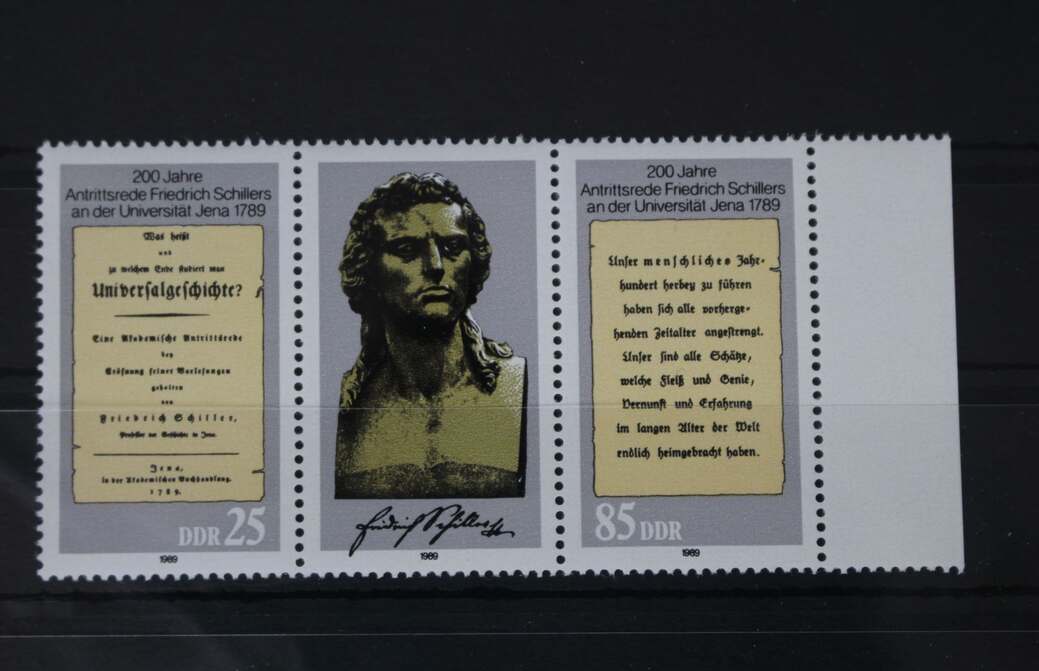 200 Jahre
Antrittsrede Friedrich Schillers
an der Universität Jena 1789
Was heißt
und
zu welchem Ende studiert man
Universalgeschichte?
Eine Akademische Antrittsrede
bey
Eröfnung seiner Vorlesungen
gehalten
von
Friedrich Schiller,
Professor der Geschichte in Jena.
Jena,
in der Akademischen Buchhandlung.
1789.
DDR 25
1989
Friedrich Schiller
1989
200 Jahre
Antrittsrede Friedrich Schillers
an der Universität Jena 1789
Unser menschliches Jahr-
hundert herbey zu führen
haben sich alle vorherge-
henden Zeitalter angestrengt.
Unser sind alle Schätze,
welche Fleiß und Genie,
Vernunft und Erfahrung
im langen Alter der Welt
endlich heimgebracht haben.
85 DDR
1989